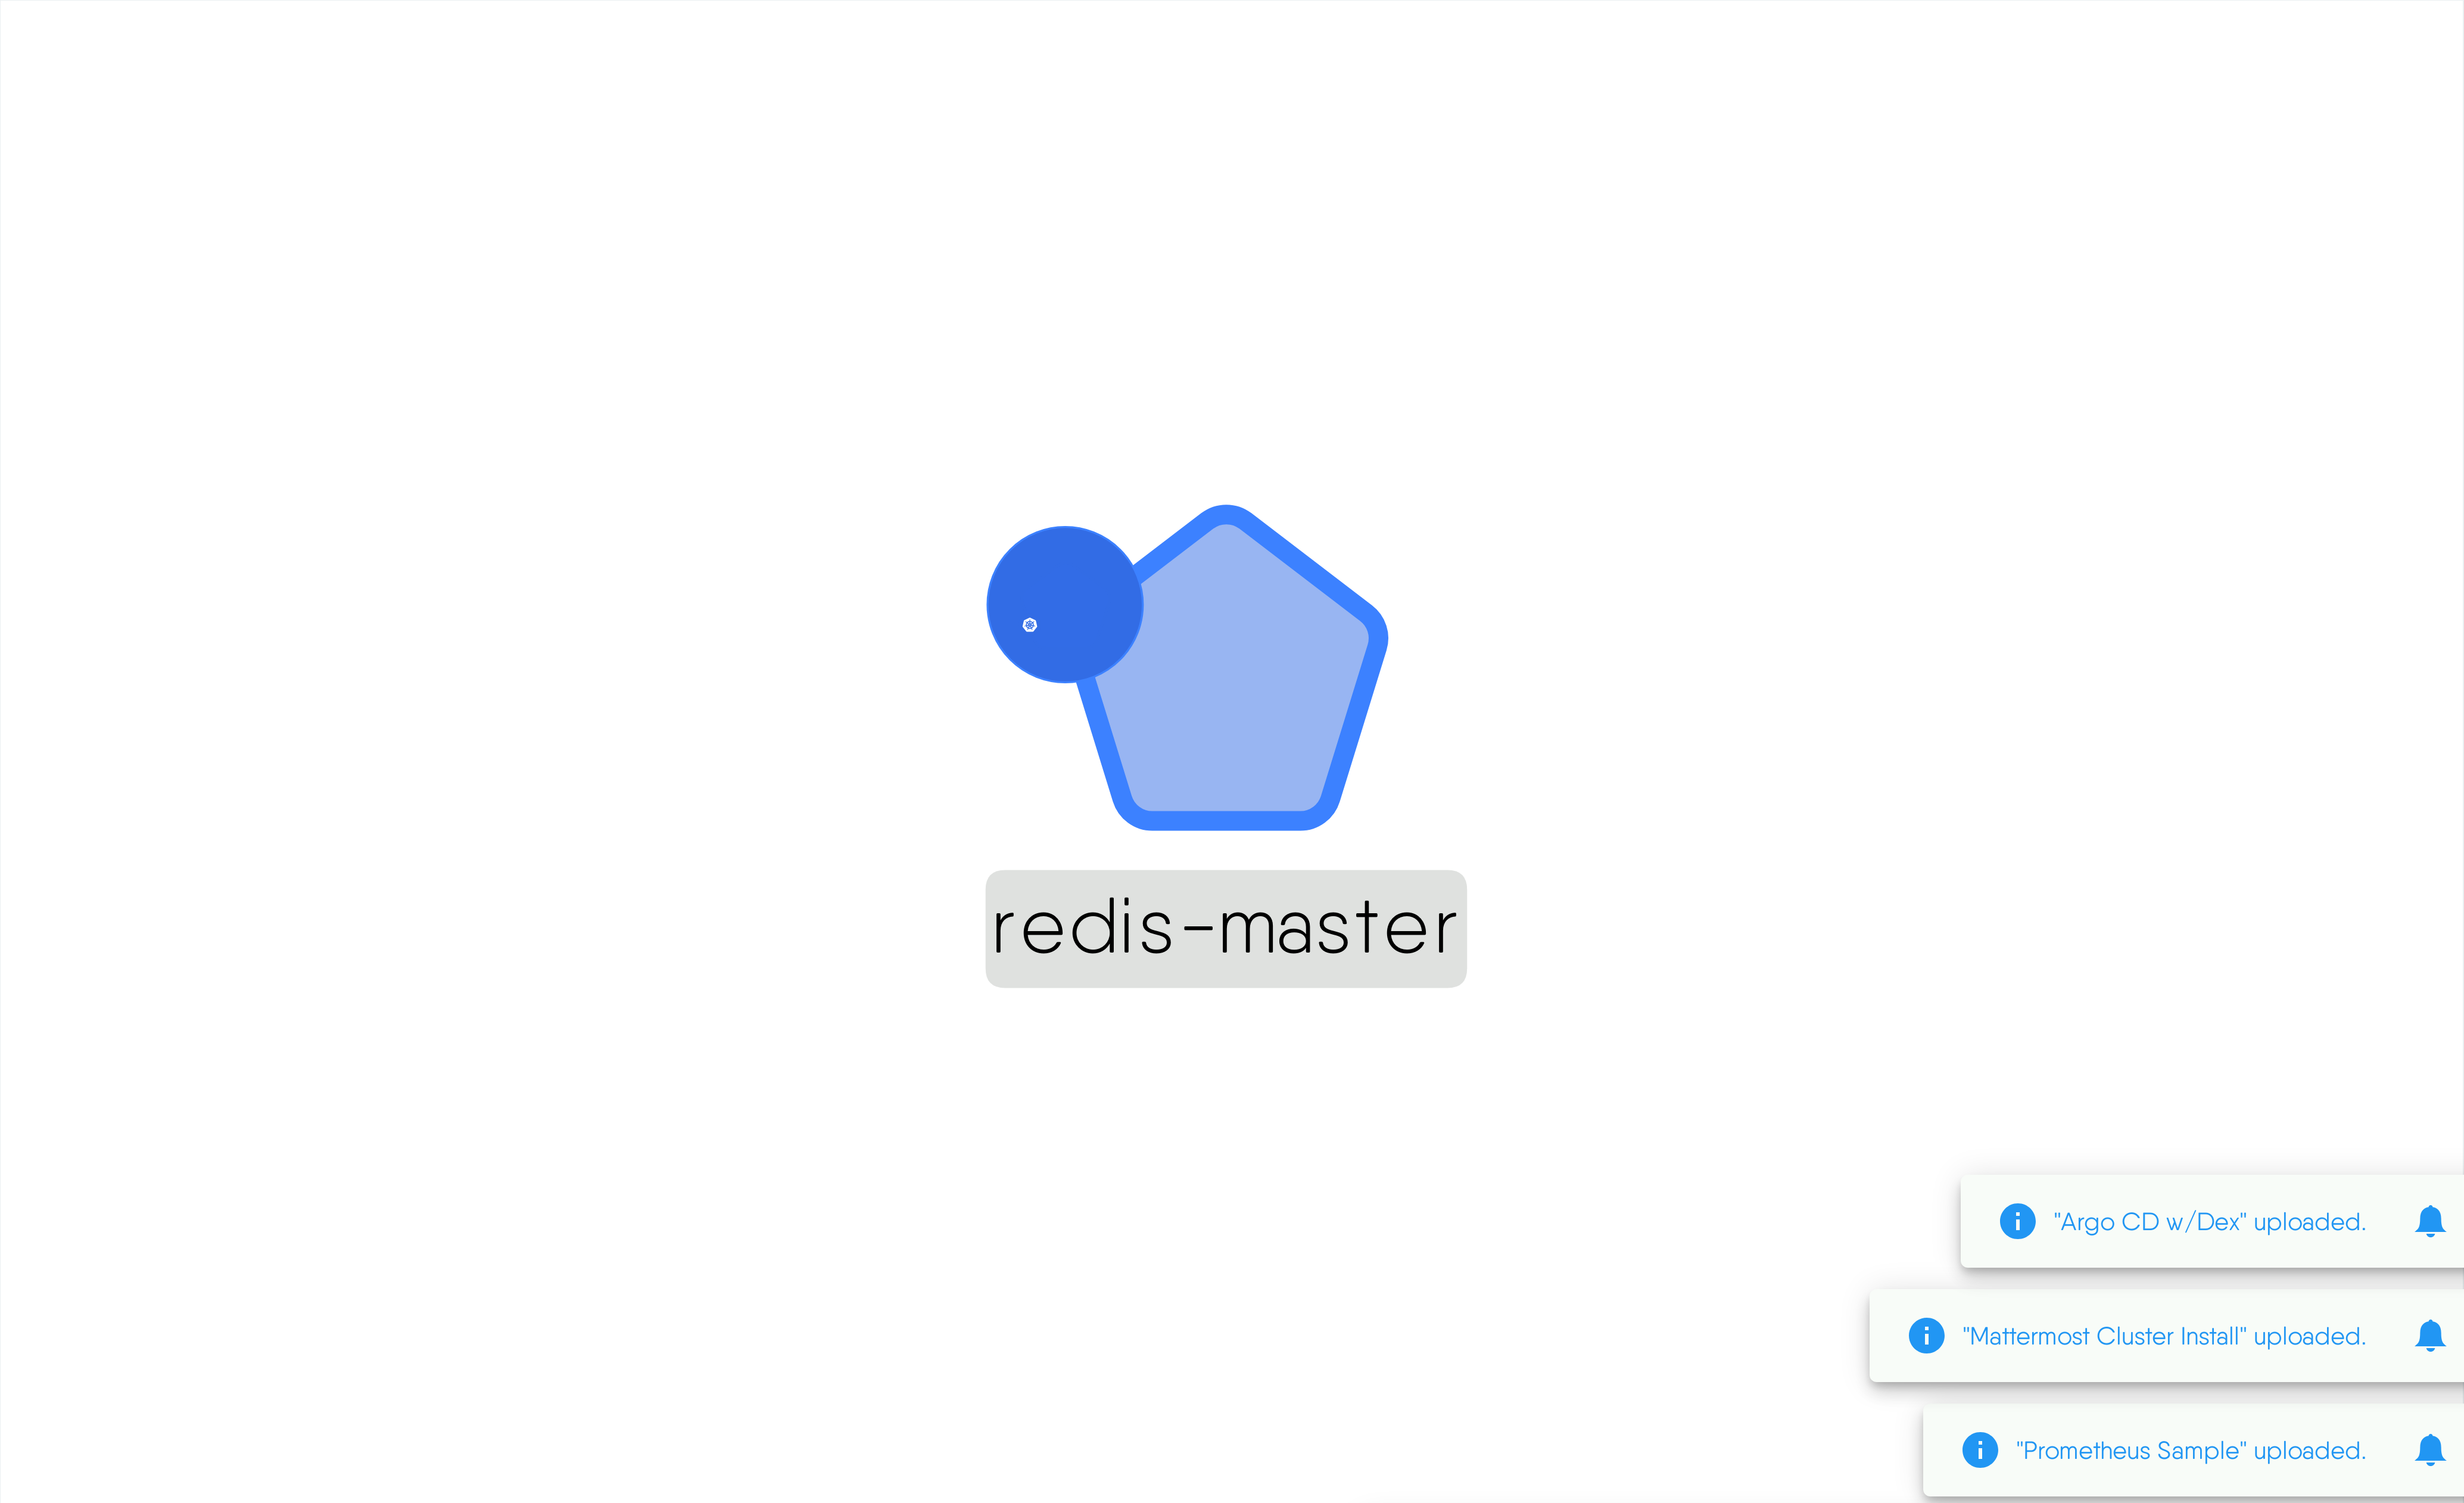 redis-master
"Argo CD w/Dex" uploaded.
"Mattermost Cluster Install" uploaded.
"Prometheus Sample" uploaded.